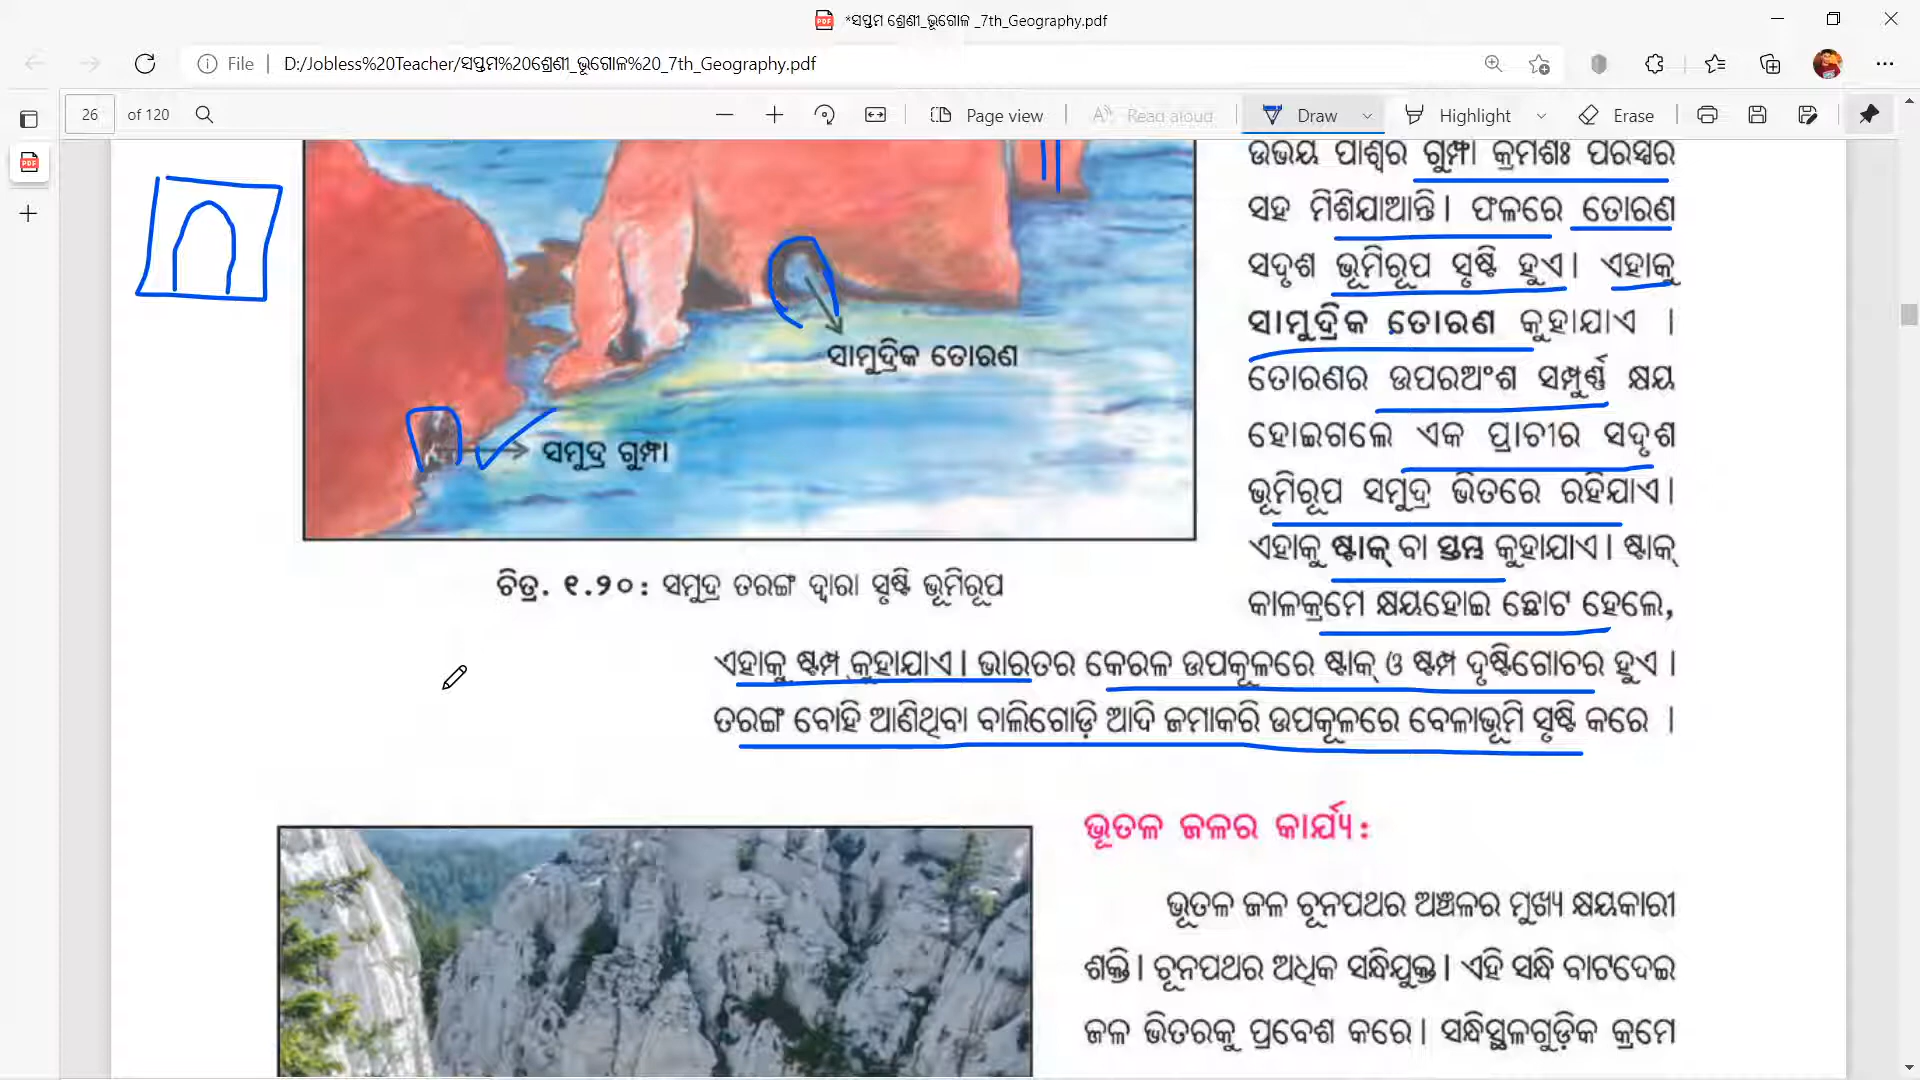 *ସପ୍ତମ ଶ୍ରେଣୀ_ଭୂଗୋଳ _7th_Geography.pdf
File
D:/Jobless%20Teacher/ସପ୍ତମ%20ଶ୍ରେଣୀ_ଭୂଗୋଳ%20_7th_Geography.pdf
26 of 120
Page view
Read aloud
Draw
Highlight
Erase
ଉଭୟ ପାଶ୍ୱର ଗୁମ୍ଫା କ୍ରମଶଃ ପରସ୍ପର
ସହ ମିଶିଯାଆନ୍ତି। ଫଳରେ ତୋରଣ
ସଦୃଶ ଭୂମିରୂପ ସୃଷ୍ଟି ହୁଏ। ଏହାକୁ
ସାମୁଦ୍ରିକ ତୋରଣ କୁହାଯାଏ ।
ତୋରଣର ଉପରଅଂଶ ସମ୍ପୂର୍ଣ୍ଣ କ୍ଷୟ
ହୋଇଗଲେ ଏକ ପ୍ରାଚୀର ସଦୃଶ
ଭୂମିରୂପ ସମୁଦ୍ର ଭିତରେ ରହିଯାଏ।
ଏହାକୁ ଷ୍ଟାକ୍ ବା ସ୍ତମ୍ଭ କୁହାଯାଏ। ଷ୍ଟାକ୍
କାଳକ୍ରମେ କ୍ଷୟହୋଇ ଛୋଟ ହେଲେ,
ସାମୁଦ୍ରିକ ତୋରଣ
ସମୁଦ୍ର ଗୁମ୍ଫା
ଚିତ୍ର. ୧.୨୦: ସମୁଦ୍ର ତରଙ୍ଗ ଦ୍ୱାରା ସୃଷ୍ଟି ଭୂମିରୂପ
ଏହାକୁ ଷ୍ଟମ୍ପ କୁହାଯାଏ। ଭାରତର କେରଳ ଉପକୂଳରେ ଷ୍ଟାକ୍ ଓ ଷ୍ଟମ୍ପ ଦୃଷ୍ଟିଗୋଚର ହୁଏ ।
ତରଙ୍ଗ ବୋହି ଆଣିଥିବା ବାଲିଗୋଡ଼ି ଆଦି ଜମାକରି ଉପକୂଳରେ ବେଳାଭୂମି ସୃଷ୍ଟି କରେ ।
ଭୂତଳ ଜଳର କାର୍ଯ୍ୟ:
ଭୂତଳ ଜଳ ଚୂନପଥର ଅଞ୍ଚଳର ମୁଖ୍ୟ କ୍ଷୟକାରୀ
ଶକ୍ତି। ଚୂନପଥର ଅଧିକ ସନ୍ଧିଯୁକ୍ତ। ଏହି ସନ୍ଧି ବାଟଦେଇ
ଜଳ ଭିତରକୁ ପ୍ରବେଶ କରେ। ସନ୍ଧିସ୍ଥଳଗୁଡ଼ିକ କ୍ରମେ